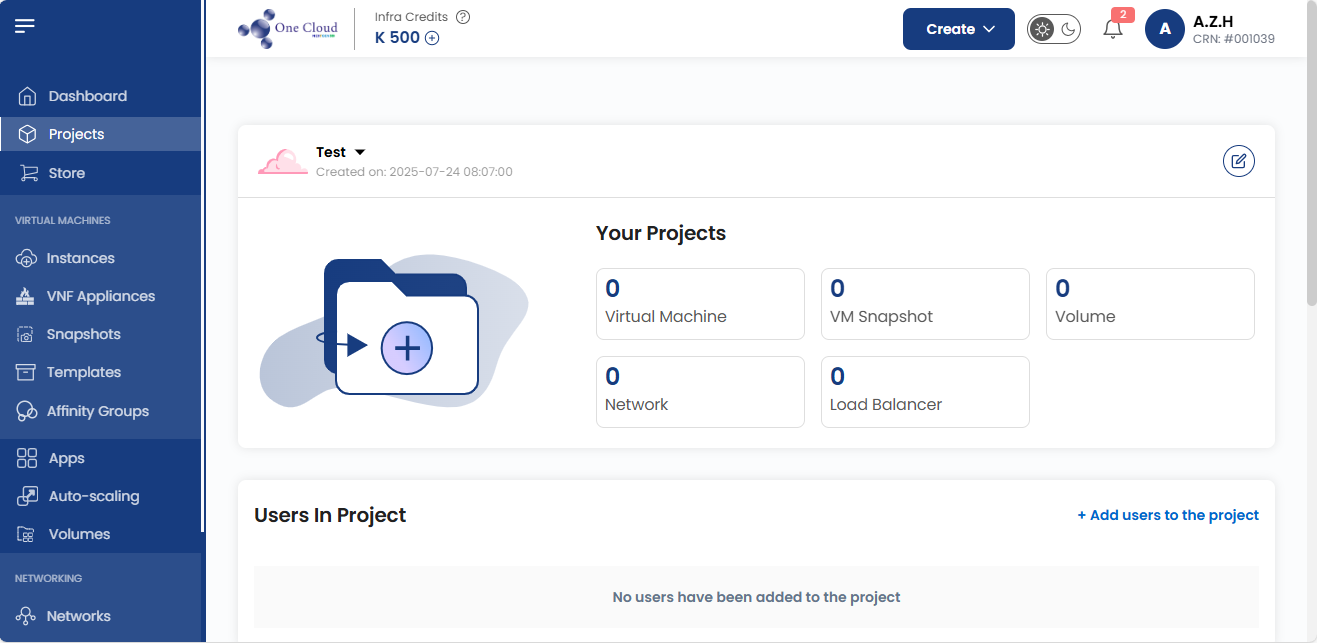 One Cloud
Infra Credits
K 500
Create
2
A
A.Z.H
CRN: #001039
Dashboard
Projects
Store
VIRTUAL MACHINES
Instances
VNF Appliances
Snapshots
Templates
Affinity Groups
Apps
Auto-scaling
Volumes
NETWORKING
Networks
Test
Created on: 2025-07-24 08:07:00
Your Projects
0
Virtual Machine
0
VM Snapshot
0
Volume
0
Network
0
Load Balancer
Users In Project
+ Add users to the project
No users have been added to the project